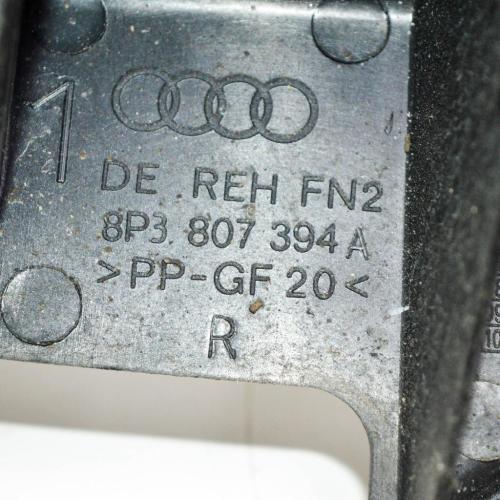 1
DE REH FN2
8P3 807 394 A
>PP-GF 20<
R